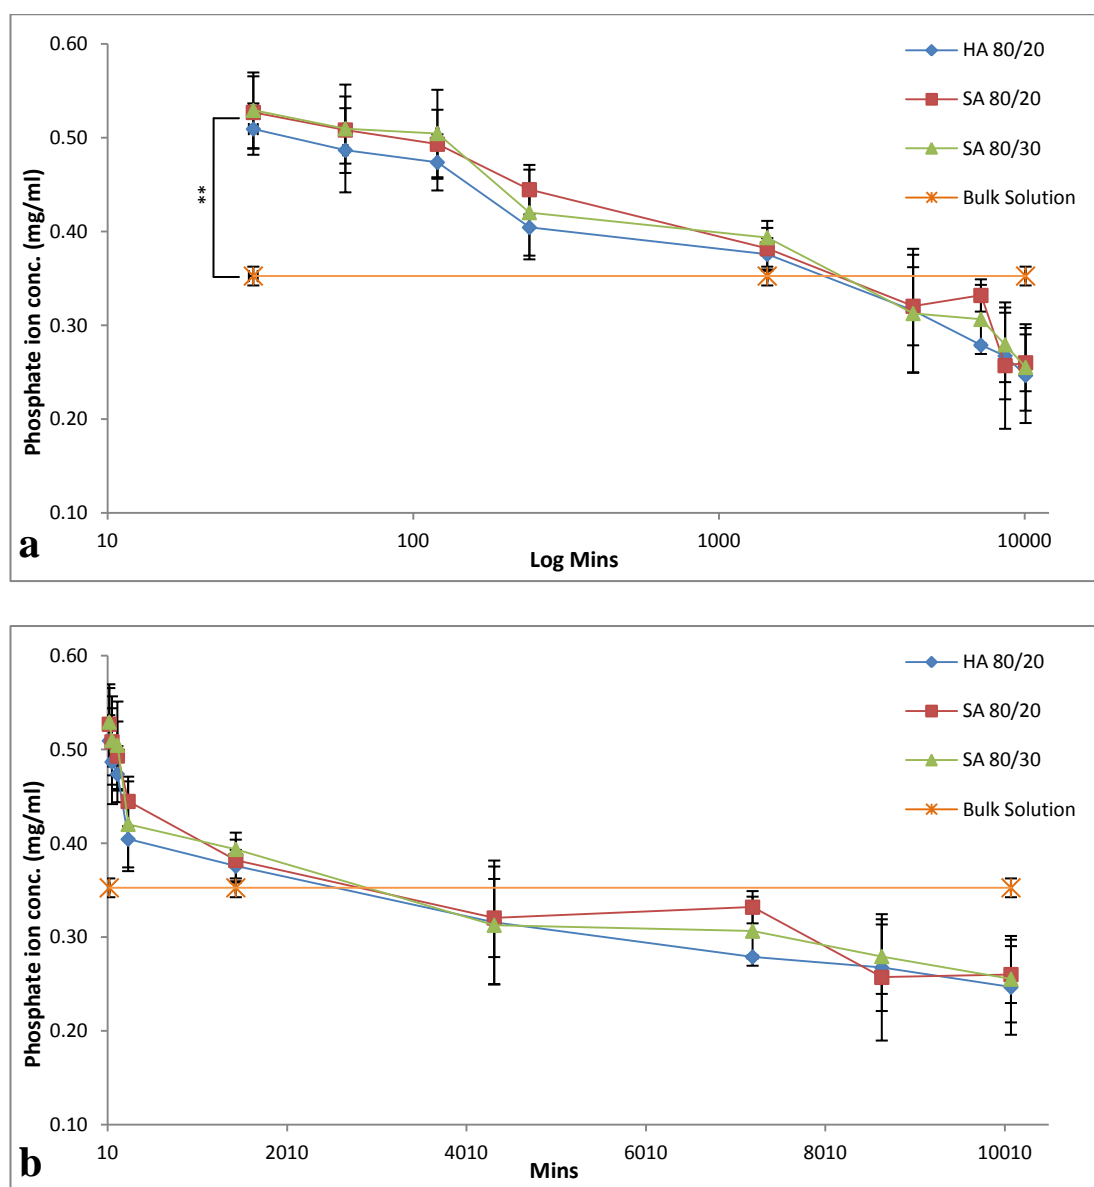 0.60
0.50
0.40
0.30
0.20
0.10
Phosphate ion conc. (mg/ml)
**
HA 80/20
SA 80/20
SA 80/30
Bulk Solution
10
100
1000
10000
Log Mins
a
0.60
0.50
0.40
0.30
0.20
0.10
Phosphate ion conc. (mg/ml)
HA 80/20
SA 80/20
SA 80/30
Bulk Solution
10
2010
4010
6010
8010
10010
Mins
b